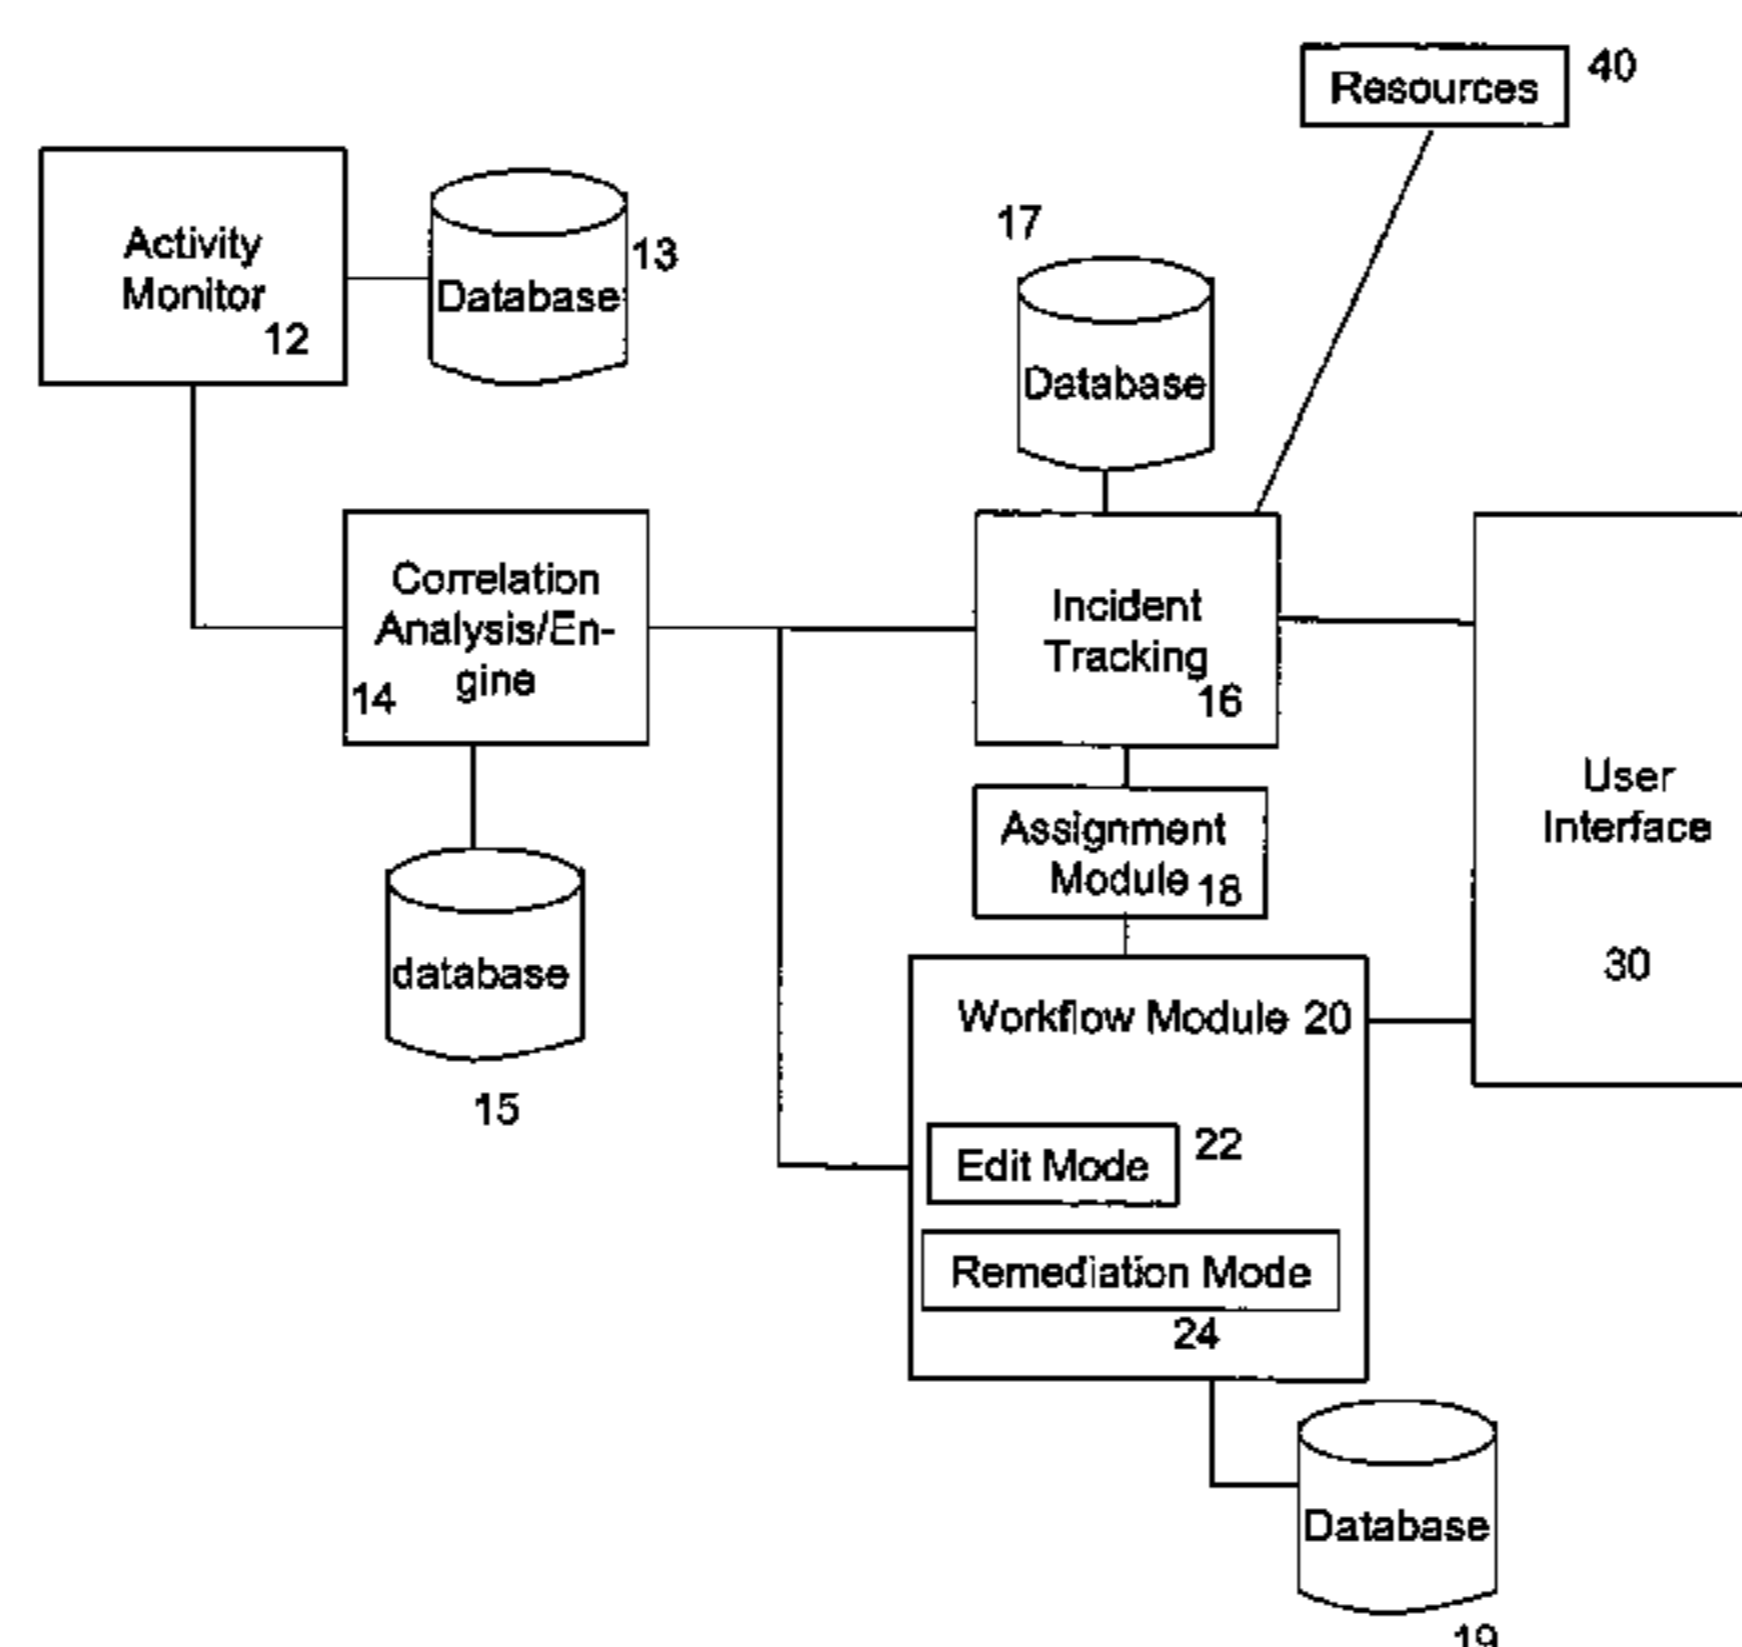 Resources
40
Activity
Monitor
12
Database
13
17
Database
Correlation
Analysis/En-
gine
14
Incident
Tracking
16
User
Interface
30
Assignment
Module
18
database
15
Workflow Module 20
Edit Mode
22
Remediation Mode
24
Database
19